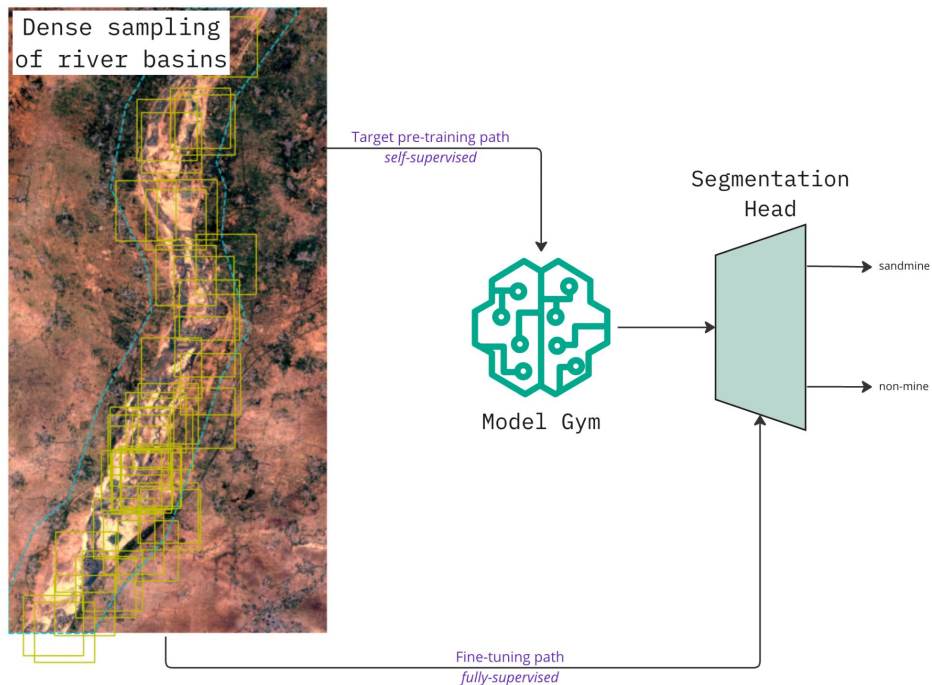 Dense sampling
of river basins
Target pre-training path
self-supervised
Segmentation
Head
sandmine
non-mine
Model Gym
Fine-tuning path
fully-supervised